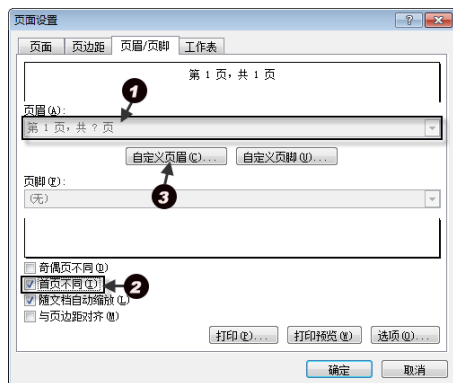 页面设置
页面 页边距 页眉/页脚 工作表
第 1 页，共 1 页
1
页眉(A):
第 1 页，共 ? 页
自定义页眉(C)... 自定义页脚(U)...
3
页脚(F):
(无)
奇偶页不同(D)
首页不同(I)
2
随文档自动缩放(L)
与页边距对齐(M)
打印(P)... 打印预览(W) 选项(O)...
确定 取消